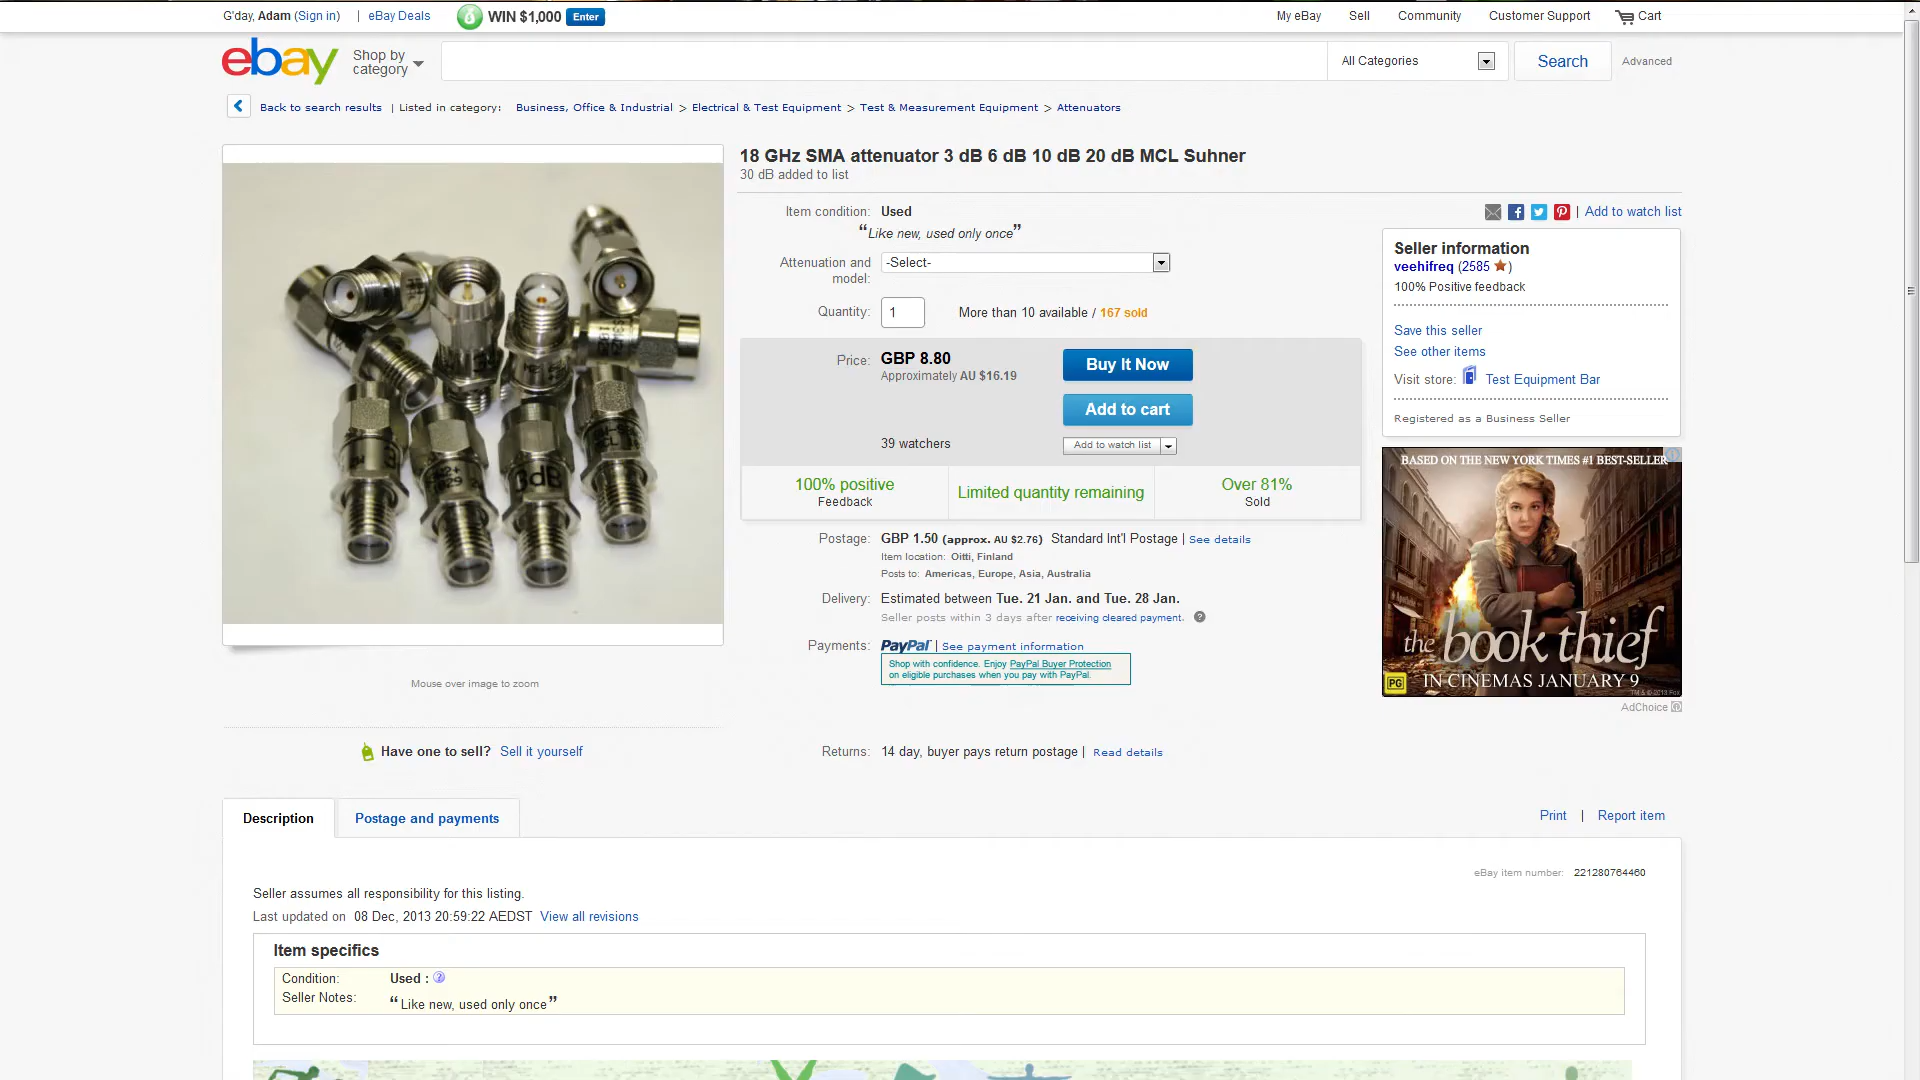 G'day, Adam (Sign in) | eBay Deals WIN $1,000 Enter My eBay Sell Community Customer Support Cart
ebay Shop by category All Categories Search Advanced
Back to search results | Listed in category: Business, Office & Industrial > Electrical & Test Equipment > Test & Measurement Equipment > Attenuators
18 GHz SMA attenuator 3 dB 6 dB 10 dB 20 dB MCL Suhner
30 dB added to list
Item condition: Used
“Like new, used only once”
| Add to watch list
Attenuation and model: -Select-
Quantity: 1 More than 10 available / 167 sold
Price: GBP 8.80 Buy It Now
Approximately AU $16.19
Add to cart
39 watchers Add to watch list
100% positive Feedback
Limited quantity remaining
Over 81% Sold
Postage: GBP 1.50 (approx. AU $2.76) Standard Int'l Postage | See details
Item location: Oitti, Finland
Posts to: Americas, Europe, Asia, Australia
Delivery: Estimated between Tue. 21 Jan. and Tue. 28 Jan.
Seller posts within 3 days after receiving cleared payment. ?
Payments: PayPal | See payment information
Shop with confidence. Enjoy PayPal Buyer Protection
on eligible purchases when you pay with PayPal.
Returns: 14 day, buyer pays return postage | Read details
Seller information
veehifreq (2585)
100% Positive feedback
Save this seller
See other items
Visit store: Test Equipment Bar
Registered as a Business Seller
BASED ON THE NEW YORK TIMES #1 BEST-SELLER
the book thief
PG IN CINEMAS JANUARY 9
AdChoice
3dB
Mouse over image to zoom
Have one to sell? Sell it yourself
Description Postage and payments Print | Report item
eBay item number: 221280764460
Seller assumes all responsibility for this listing.
Last updated on 08 Dec, 2013 20:59:22 AEDST View all revisions
Item specifics
Condition: Used : ?
Seller Notes: “Like new, used only once”